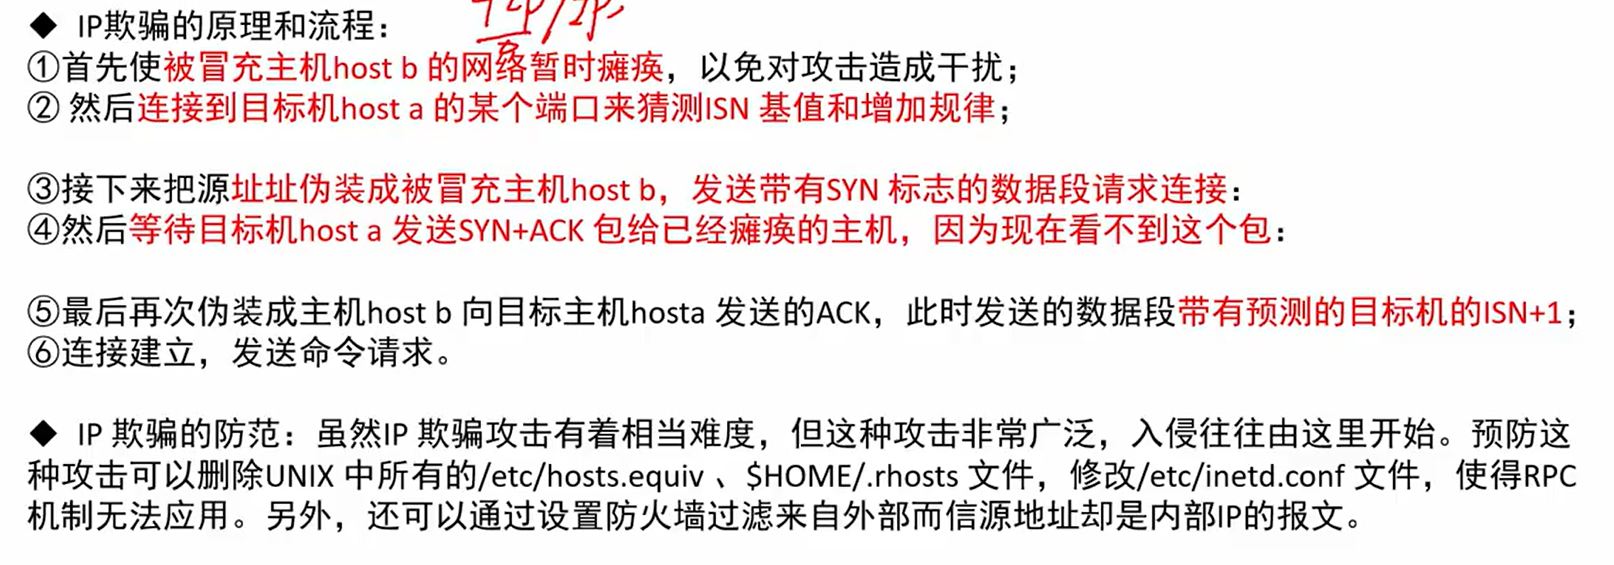 ◆ IP欺骗的原理和流程：
①首先使被冒充主机host b 的网络暂时瘫痪，以免对攻击造成干扰；
② 然后连接到目标机host a 的某个端口来猜测ISN 基值和增加规律；
③接下来把源址址伪装成被冒充主机host b，发送带有SYN 标志的数据段请求连接：
④然后等待目标机host a 发送SYN+ACK 包给已经瘫痪的主机，因为现在看不到这个包：
⑤最后再次伪装成主机host b 向目标主机hosta 发送的ACK，此时发送的数据段带有预测的目标机的ISN+1；
⑥连接建立，发送命令请求。
◆ IP 欺骗的防范：虽然IP 欺骗攻击有着相当难度，但这种攻击非常广泛，入侵往往由这里开始。预防这
种攻击可以删除UNIX 中所有的/etc/hosts.equiv 、$HOME/.rhosts 文件，修改/etc/inetd.conf 文件，使得RPC
机制无法应用。另外，还可以通过设置防火墙过滤来自外部而信源地址却是内部IP的报文。